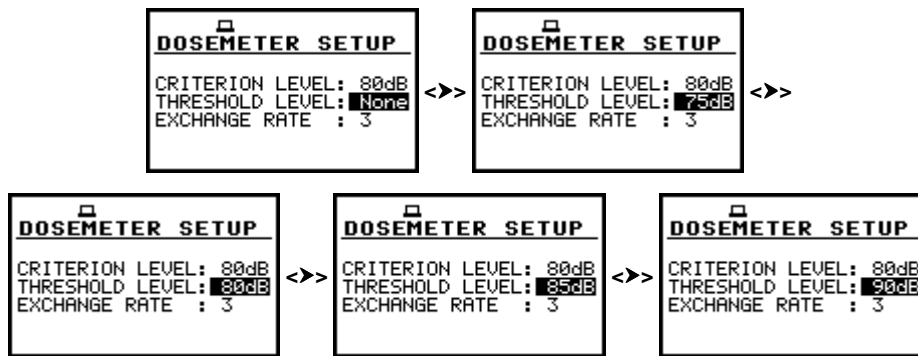 DOSEMETER SETUP
CRITERION LEVEL: 80dB
THRESHOLD LEVEL: None
EXCHANGE RATE : 3
<➤>
DOSEMETER SETUP
CRITERION LEVEL: 80dB
THRESHOLD LEVEL: 75dB
EXCHANGE RATE : 3
<➤>
DOSEMETER SETUP
CRITERION LEVEL: 80dB
THRESHOLD LEVEL: 80dB
EXCHANGE RATE : 3
<➤>
DOSEMETER SETUP
CRITERION LEVEL: 80dB
THRESHOLD LEVEL: 85dB
EXCHANGE RATE : 3
<➤>
DOSEMETER SETUP
CRITERION LEVEL: 80dB
THRESHOLD LEVEL: 90dB
EXCHANGE RATE : 3